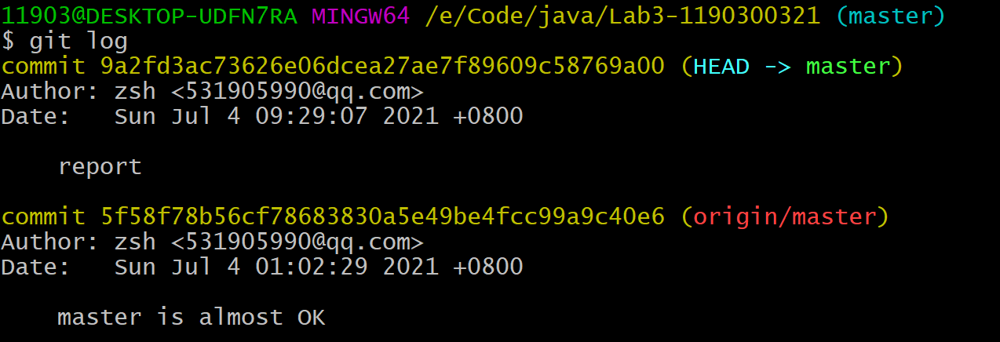 11903@DESKTOP-UDFN7RA MINGW64 /e/Code/java/Lab3-1190300321 (master)
$ git log
commit 9a2fd3ac73626e06dcea27ae7f89609c58769a00 (HEAD -> master)
Author: zsh <531905990@qq.com>
Date:   Sun Jul 4 09:29:07 2021 +0800
    report
commit 5f58f78b56cf78683830a5e49be4fcc99a9c40e6 (origin/master)
Author: zsh <531905990@qq.com>
Date:   Sun Jul 4 01:02:29 2021 +0800
    master is almost OK